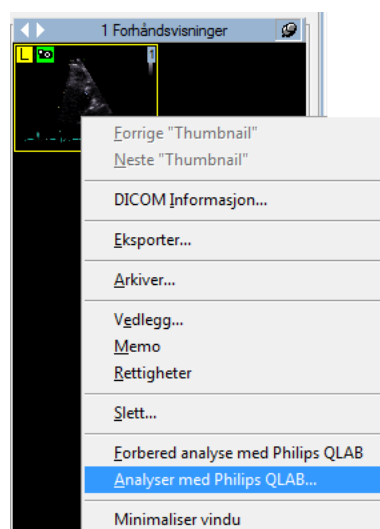 1 Forhåndsvisninger
L
1
Forrige "Thumbnail"
Neste "Thumbnail"
DICOM Informasjon...
Eksporter...
Arkiver...
Vedlegg...
Memo
Rettigheter
Slett...
Forbered analyse med Philips QLAB
Analyser med Philips QLAB...
Minimaliser vindu